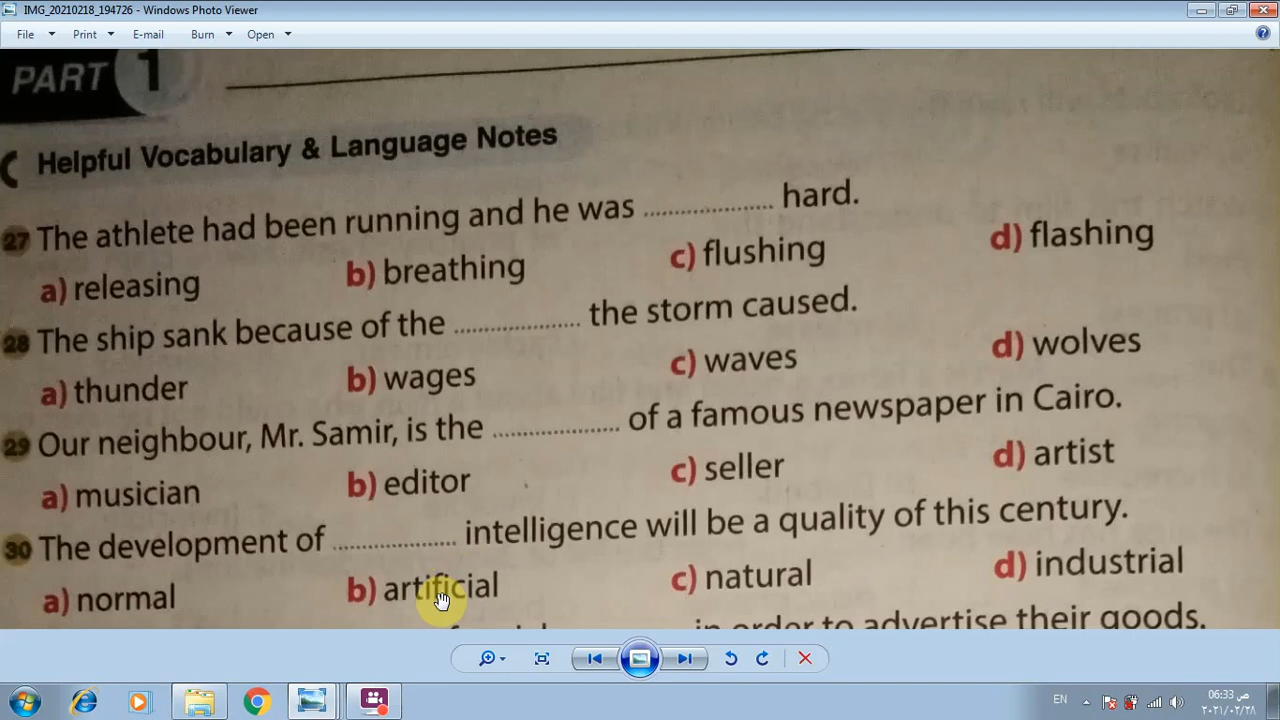 IMG_20210218_194726 - Windows Photo Viewer
File Print E-mail Burn Open
PART 1
Helpful Vocabulary & Language Notes
27 The athlete had been running and he was .................... hard.
a) releasing b) breathing c) flushing d) flashing
28 The ship sank because of the .................... the storm caused.
a) thunder b) wages c) waves d) wolves
29 Our neighbour, Mr. Samir, is the .................... of a famous newspaper in Cairo.
a) musician b) editor c) seller d) artist
30 The development of .................... intelligence will be a quality of this century.
a) normal b) artificial c) natural d) industrial
in order to advertise their goods.
EN
06:33 ص
٢٠٢١/٠٢/٢٨